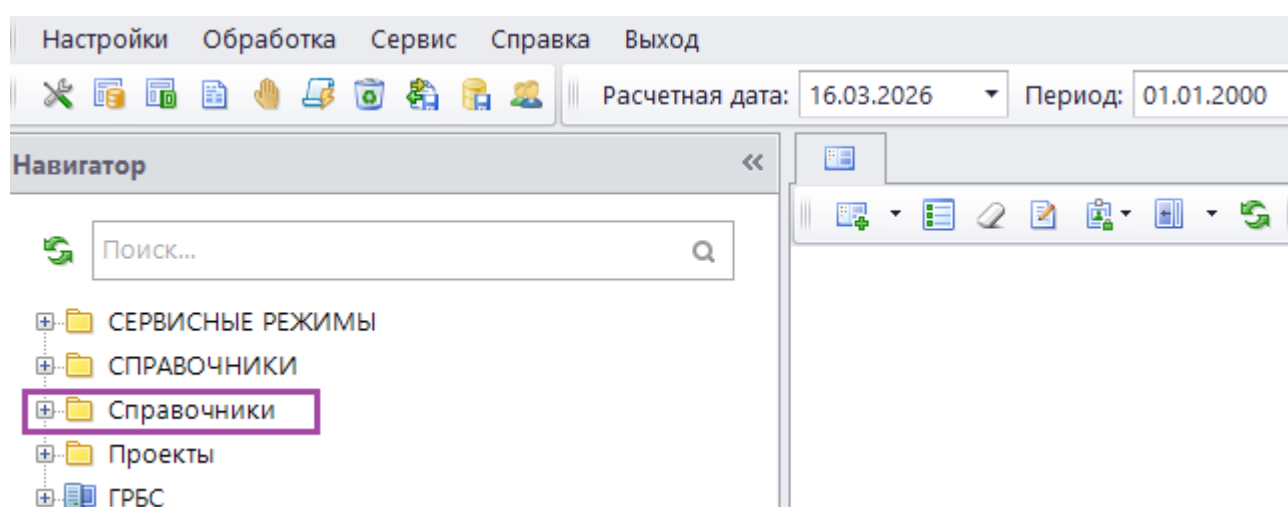 Настройки Обработка Сервис Справка Выход
Расчетная дата: 16.03.2026 Период: 01.01.2000
Навигатор
Поиск...
СЕРВИСНЫЕ РЕЖИМЫ
СПРАВОЧНИКИ
Справочники
Проекты
ГРБС